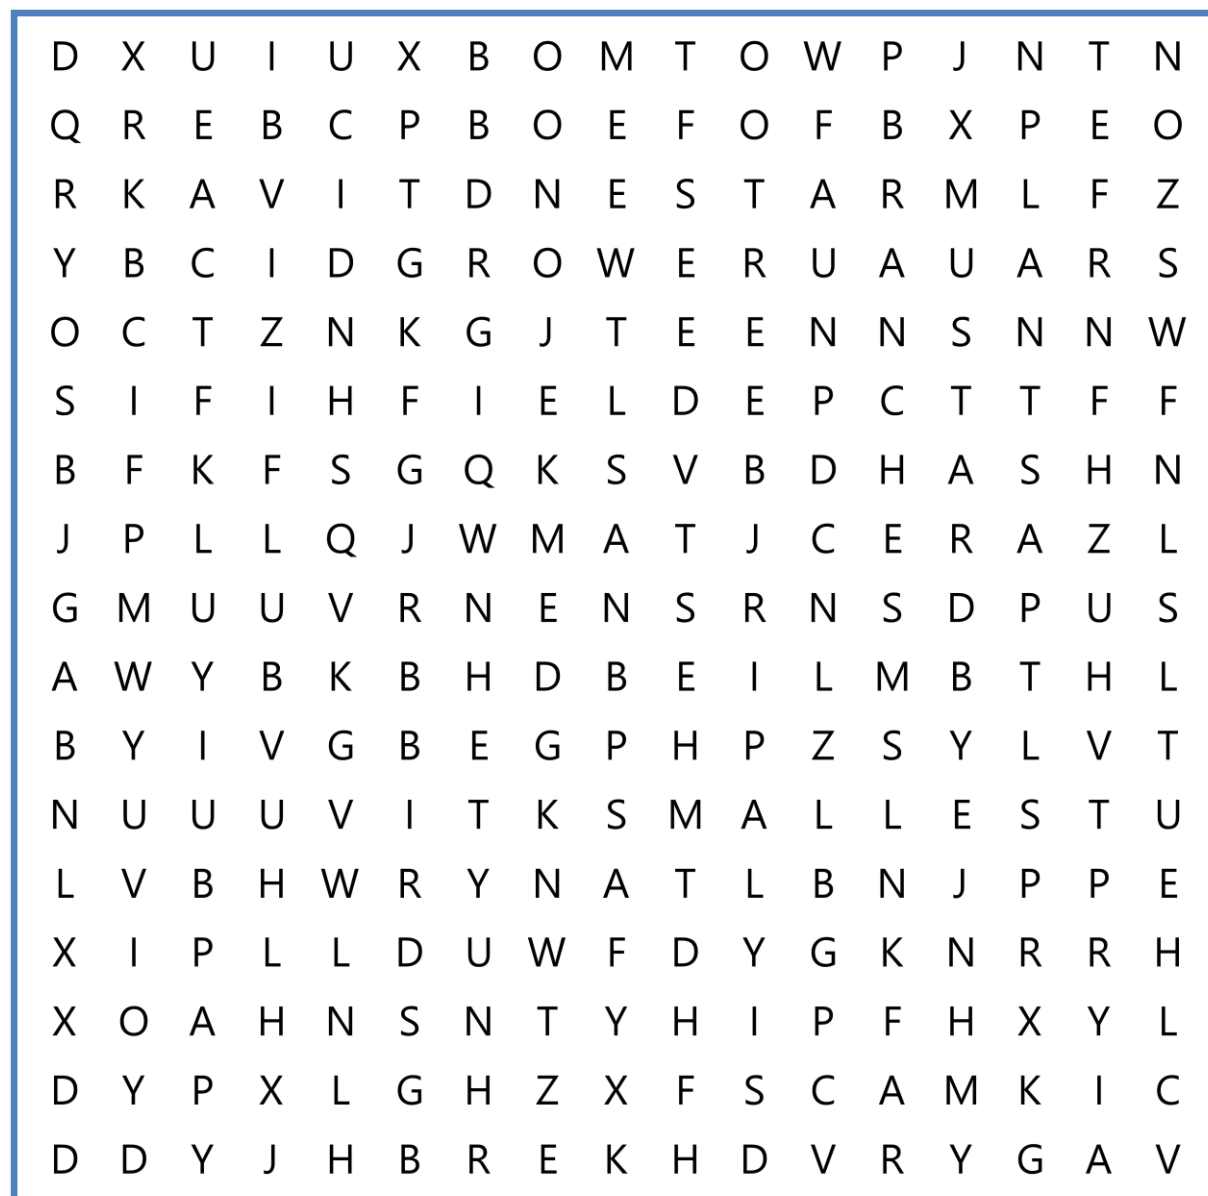 D X U I U X B O M T O W P J N T N
Q R E B C P B O E F O F B X P E O
R K A V I T D N E S T A R M L F Z
Y B C I D G R O W E R U A U A R S
O C T Z N K G J T E E N N S N N W
S I F I H F I E L D E P C T T F F
B F K F S G Q K S V B D H A S H N
J P L L Q J W M A T J C E R A Z L
G M U U V R N E N S R N S D P U S
A W Y B K B H D B E I L M B T H L
B Y I V G B E G P H P Z S Y L V T
N U U U V I T K S M A L L E S T U
L V B H W R Y N A T L B N J P P E
X I P L L D U W F D Y G K N R R H
X O A H N S N T Y H I P F H X Y L
D Y P X L G H Z X F S C A M K I C
D D Y J H B R E K H D V R Y G A V